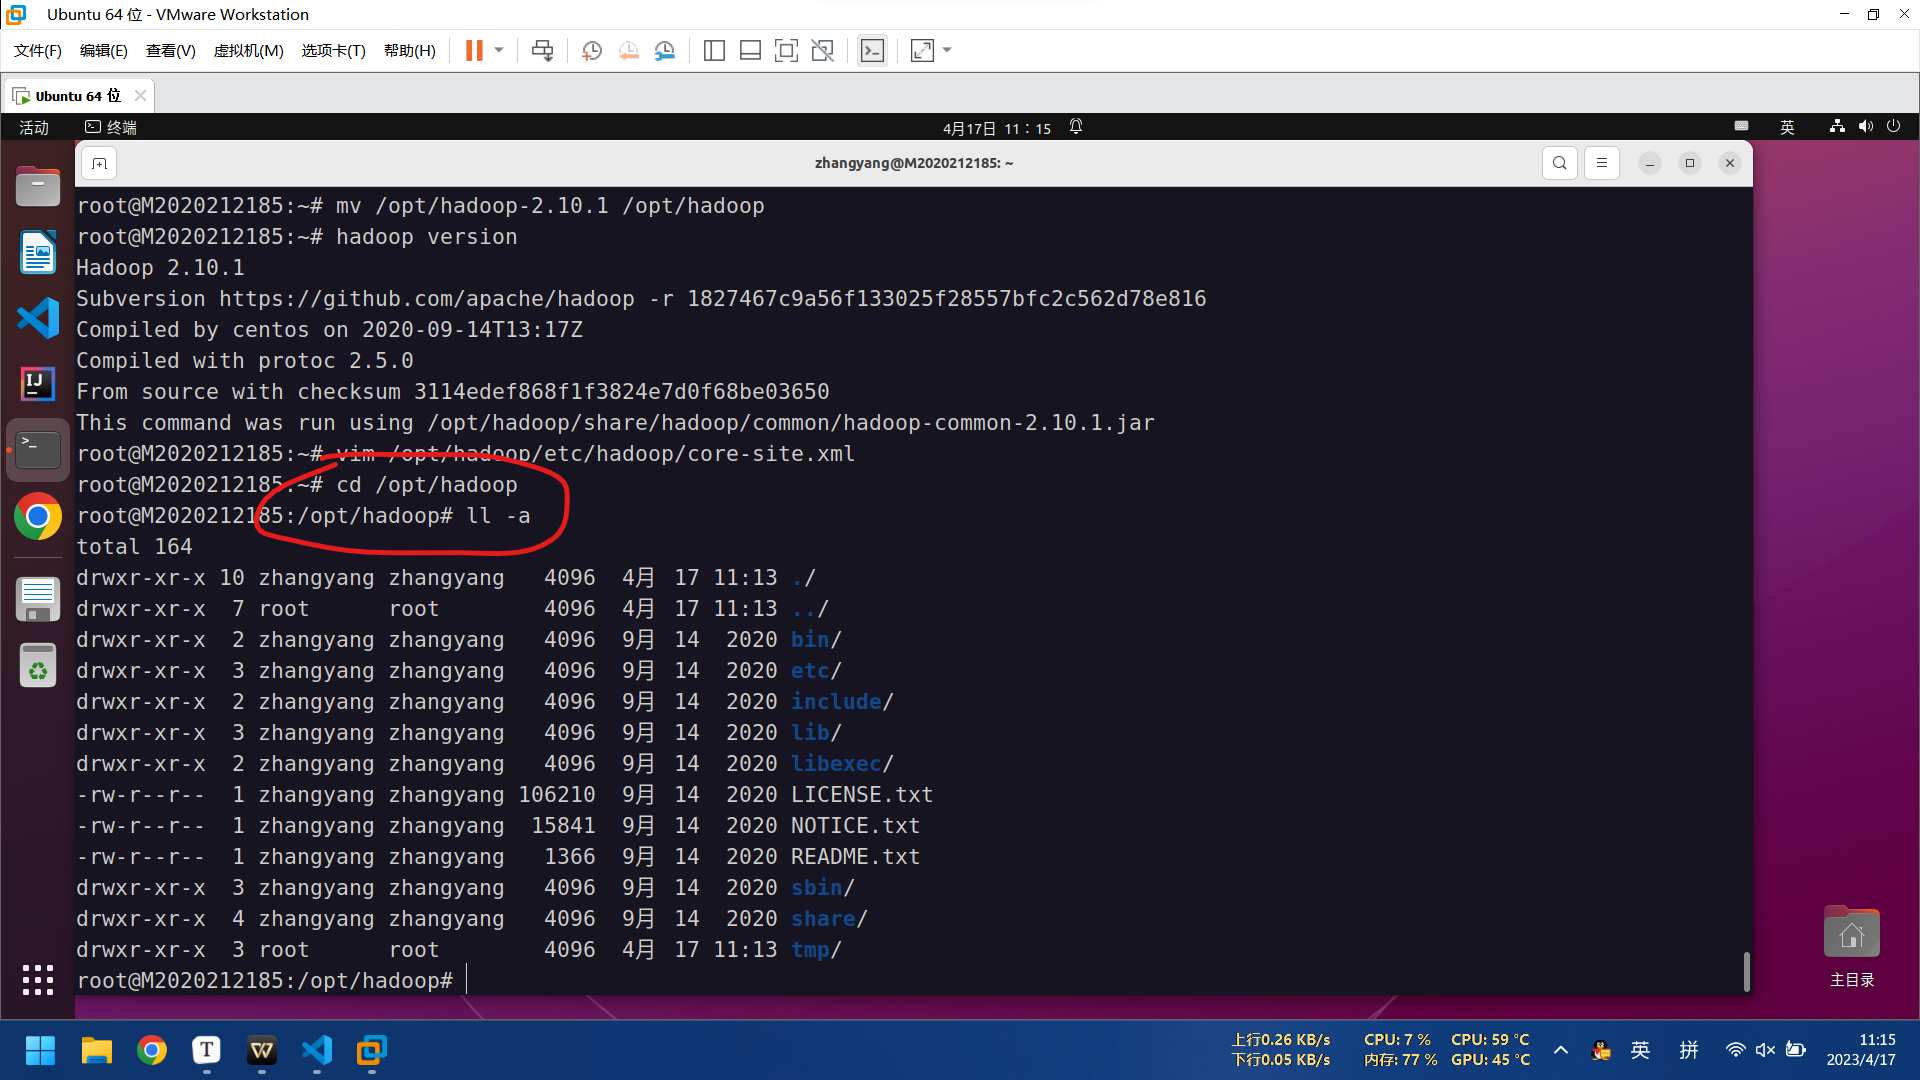 Ubuntu 64 位 - VMware Workstation
文件(F) 编辑(E) 查看(V) 虚拟机(M) 选项卡(T) 帮助(H)
Ubuntu 64 位
活动 终端 4月17日 11：15 英
zhangyang@M2020212185: ~
root@M2020212185:~# mv /opt/hadoop-2.10.1 /opt/hadoop
root@M2020212185:~# hadoop version
Hadoop 2.10.1
Subversion https://github.com/apache/hadoop -r 1827467c9a56f133025f28557bfc2c562d78e816
Compiled by centos on 2020-09-14T13:17Z
Compiled with protoc 2.5.0
From source with checksum 3114edef868f1f3824e7d0f68be03650
This command was run using /opt/hadoop/share/hadoop/common/hadoop-common-2.10.1.jar
root@M2020212185:~# vim /opt/hadoop/etc/hadoop/core-site.xml
root@M2020212185:~# cd /opt/hadoop
root@M2020212185:/opt/hadoop# ll -a
total 164
drwxr-xr-x 10 zhangyang zhangyang 4096 4月 17 11:13 ./
drwxr-xr-x 7 root root 4096 4月 17 11:13 ../
drwxr-xr-x 2 zhangyang zhangyang 4096 9月 14 2020 bin/
drwxr-xr-x 3 zhangyang zhangyang 4096 9月 14 2020 etc/
drwxr-xr-x 2 zhangyang zhangyang 4096 9月 14 2020 include/
drwxr-xr-x 3 zhangyang zhangyang 4096 9月 14 2020 lib/
drwxr-xr-x 2 zhangyang zhangyang 4096 9月 14 2020 libexec/
-rw-r--r-- 1 zhangyang zhangyang 106210 9月 14 2020 LICENSE.txt
-rw-r--r-- 1 zhangyang zhangyang 15841 9月 14 2020 NOTICE.txt
-rw-r--r-- 1 zhangyang zhangyang 1366 9月 14 2020 README.txt
drwxr-xr-x 3 zhangyang zhangyang 4096 9月 14 2020 sbin/
drwxr-xr-x 4 zhangyang zhangyang 4096 9月 14 2020 share/
drwxr-xr-x 3 root root 4096 4月 17 11:13 tmp/
root@M2020212185:/opt/hadoop#
主目录
上行0.26 KB/s CPU: 7 % CPU: 59 °C
下行0.05 KB/s 内存: 77 % GPU: 45 °C
英 拼
11:15
2023/4/17